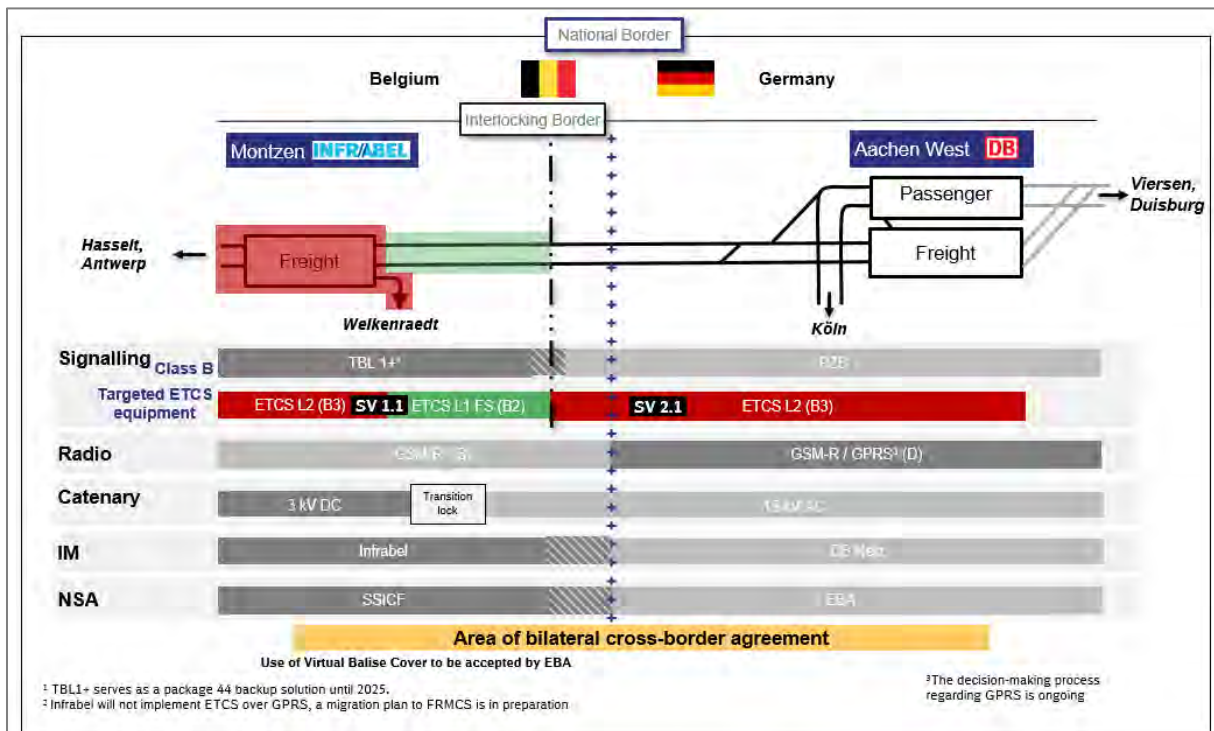 National Border
Belgium
Germany
Interlocking Border
Montzen INFR/ABEL
Aachen West DB
Passenger
Viersen,
Duisburg
Hasselt,
Antwerp
Freight
Freight
Welkenraedt
Köln
Signalling Class B
TBL 1+¹
PZB
Targeted ETCS
equipment
ETCS L2 (B3) SV 1.1 ETCS L1 FS (B2) SV 2.1 ETCS L2 (B3)
Radio
GSM-R
GSM-R / GPRS³ (D)
Catenary
3 kV DC
Transition
lock
15 kV AC
IM
Infrabel
DB Netz
NSA
SSICF
EBA
Area of bilateral cross-border agreement
Use of Virtual Balise Cover to be accepted by EBA
¹ TBL1+ serves as a package 44 backup solution until 2025.
² Infrabel will not implement ETCS over GPRS, a migration plan to FRMCS is in preparation
³The decision-making process
regarding GPRS is ongoing